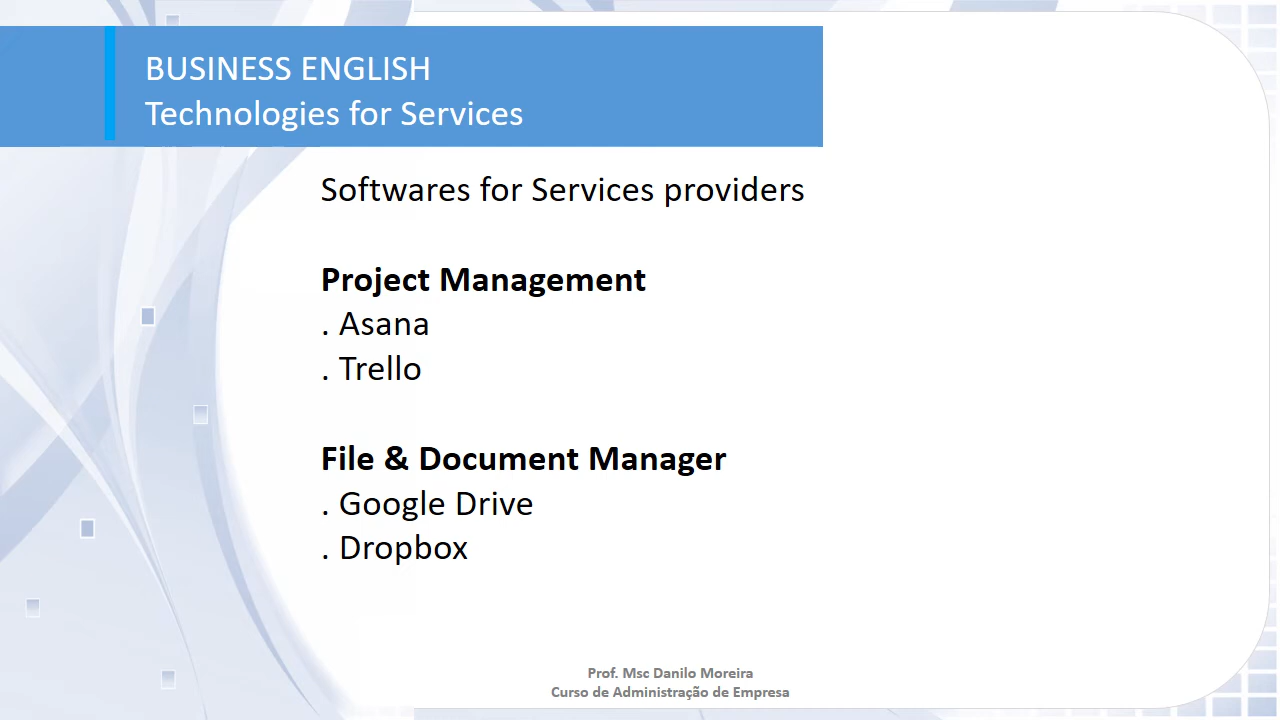 BUSINESS ENGLISH
Technologies for Services
Softwares for Services providers
Project Management
. Asana
. Trello
File & Document Manager
. Google Drive
. Dropbox
Prof. Msc Danilo Moreira
Curso de Administração de Empresa